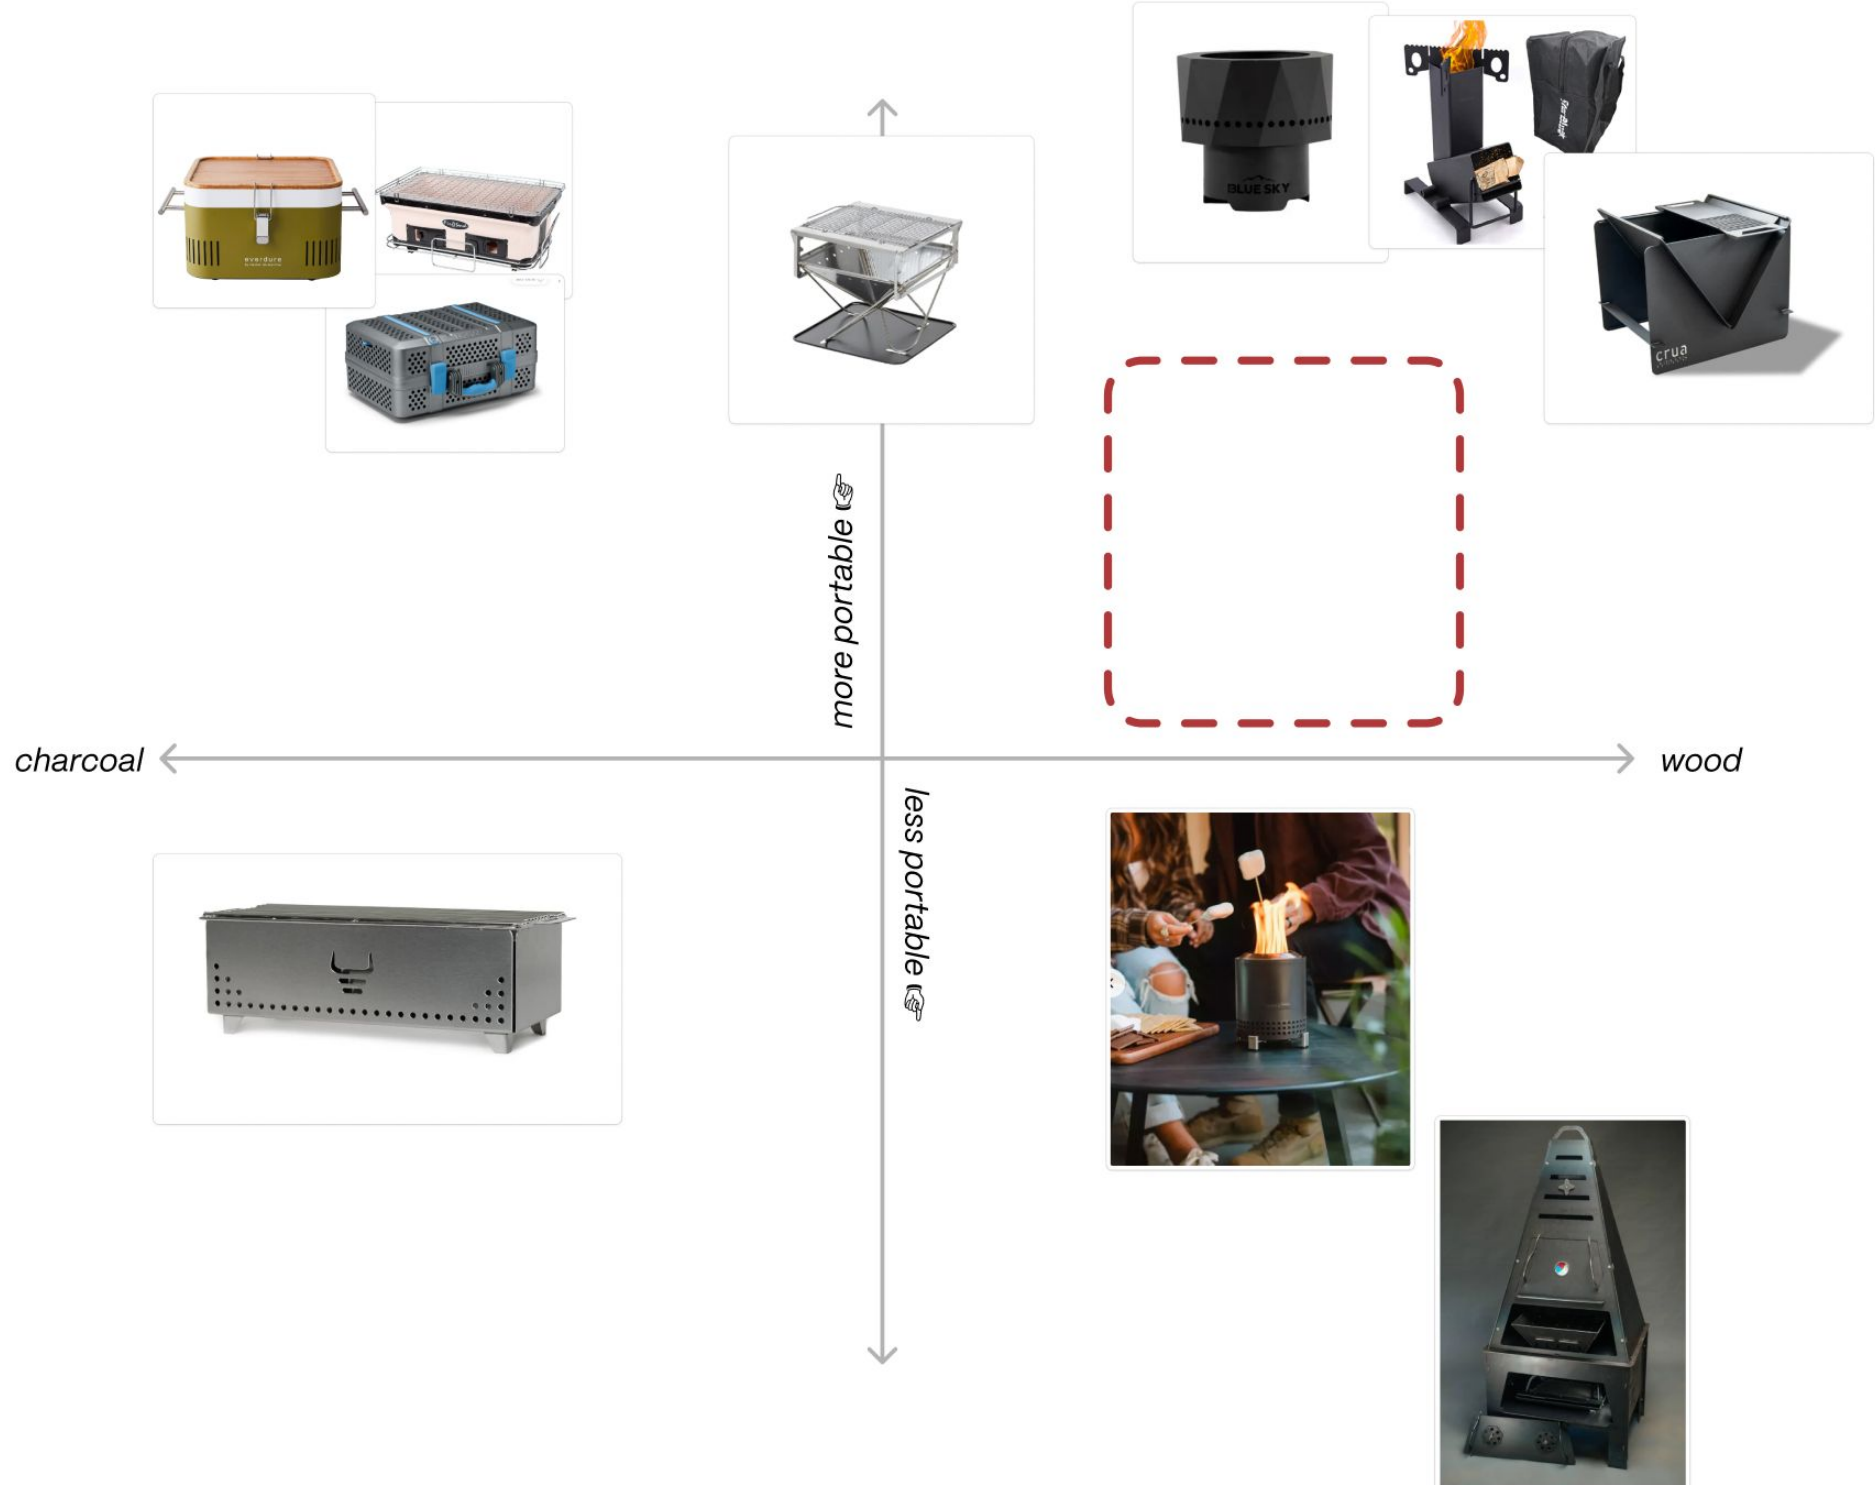 BLUE SKY
everdure
crua
more portable
charcoal
wood
less portable